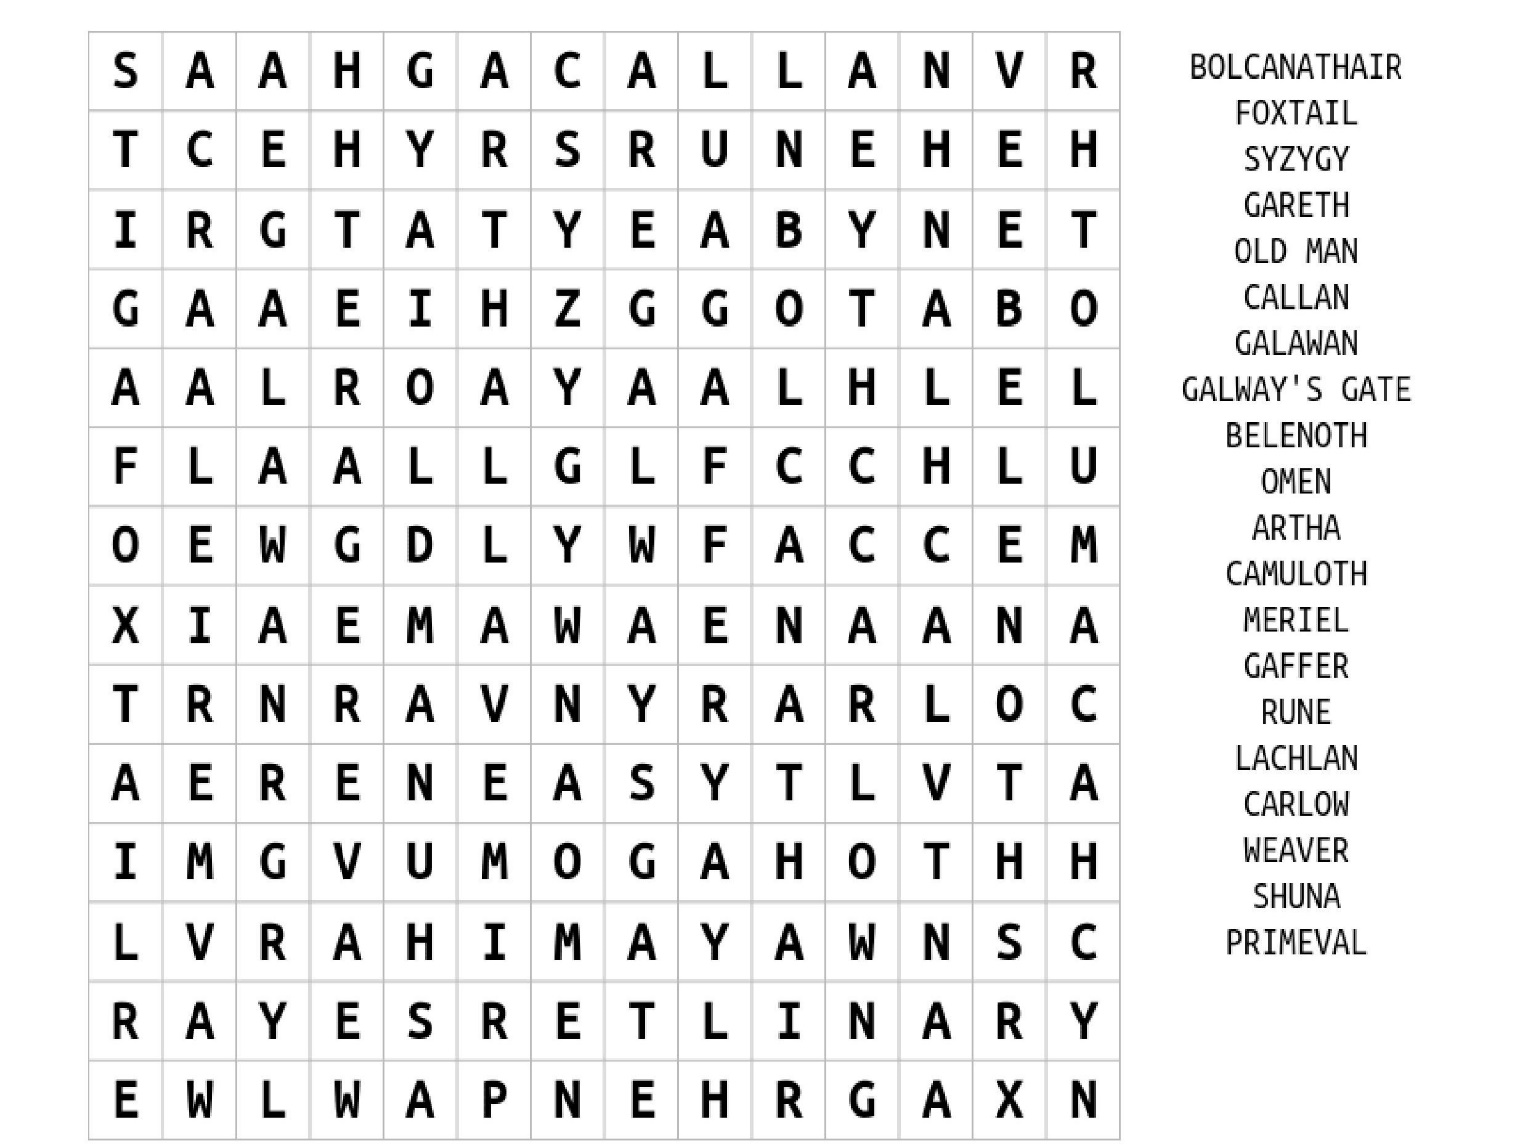 S A A H G A C A L L A N V R
T C E H Y R S R U N E H E H
I R G T A T Y E A B Y N E T
G A A E I H Z G G O T A B O
A A L R O A Y A A L H L E L
F L A A L L G L F C C H L U
O E W G D L Y W F A C C E M
X I A E M A W A E N A A N A
T R N R A V N Y R A R L O C
A E R E N E A S Y T L V T A
I M G V U M O G A H O T H H
L V R A H I M A Y A W N S C
R A Y E S R E T L I N A R Y
E W L W A P N E H R G A X N
BOLCANATHAIR
FOXTAIL
SYZYGY
GARETH
OLD MAN
CALLAN
GALAWAN
GALWAY'S GATE
BELENOTH
OMEN
ARTHA
CAMULOTH
MERIEL
GAFFER
RUNE
LACHLAN
CARLOW
WEAVER
SHUNA
PRIMEVAL